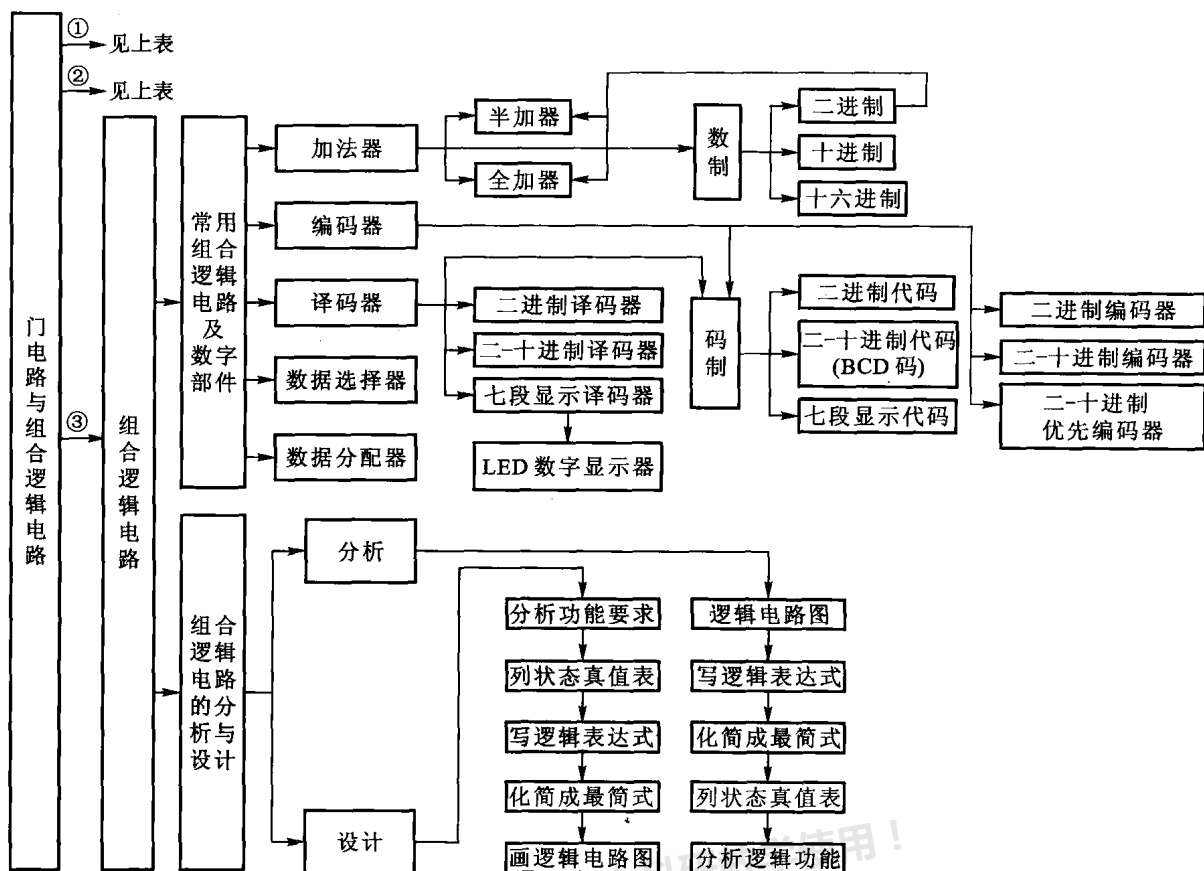 ① 见上表
② 见上表
③
门电路与组合逻辑电路
组合逻辑电路
常用
组合
逻辑
电路
及
数字
部件
加法器
半加器
全加器
数制
二进制
十进制
十六进制
编码器
译码器
二进制译码器
二-十进制译码器
七段显示译码器
LED 数字显示器
码制
二进制代码
二-十进制代码
(BCD 码)
七段显示代码
二进制编码器
二-十进制编码器
二-十进制
优先编码器
数据选择器
数据分配器
组合
逻辑
电路
的分
析与
设计
分析
设计
分析功能要求
列状态真值表
写逻辑表达式
化简成最简式
画逻辑电路图
逻辑电路图
写逻辑表达式
化简成最简式
列状态真值表
分析逻辑功能
使用！